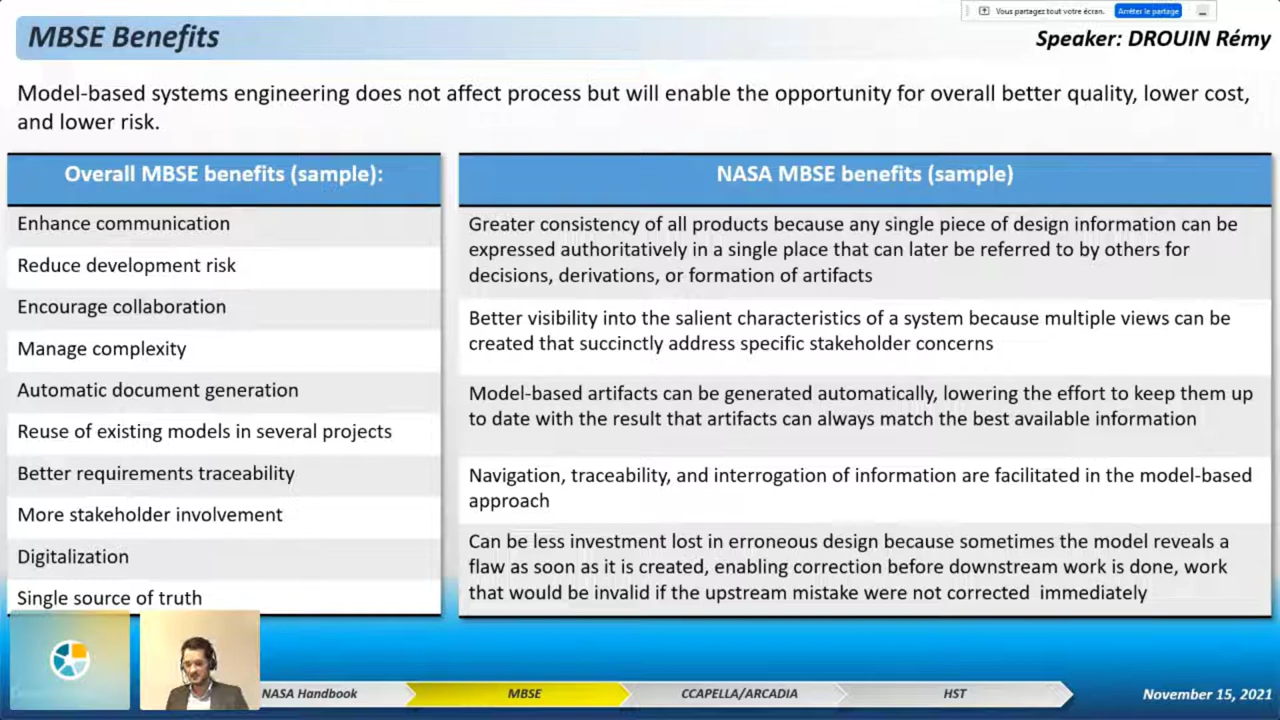 Vous partagez tout votre écran. Arrêter le partage
MBSE Benefits
Speaker: DROUIN Rémy
Model-based systems engineering does not affect process but will enable the opportunity for overall better quality, lower cost,
and lower risk.
Overall MBSE benefits (sample):
Enhance communication
Reduce development risk
Encourage collaboration
Manage complexity
Automatic document generation
Reuse of existing models in several projects
Better requirements traceability
More stakeholder involvement
Digitalization
Single source of truth
NASA MBSE benefits (sample)
Greater consistency of all products because any single piece of design information can be
expressed authoritatively in a single place that can later be referred to by others for
decisions, derivations, or formation of artifacts
Better visibility into the salient characteristics of a system because multiple views can be
created that succinctly address specific stakeholder concerns
Model-based artifacts can be generated automatically, lowering the effort to keep them up
to date with the result that artifacts can always match the best available information
Navigation, traceability, and interrogation of information are facilitated in the model-based
approach
Can be less investment lost in erroneous design because sometimes the model reveals a
flaw as soon as it is created, enabling correction before downstream work is done, work
that would be invalid if the upstream mistake were not corrected immediately
NASA Handbook
MBSE
CCAPELLA/ARCADIA
HST
November 15, 2021